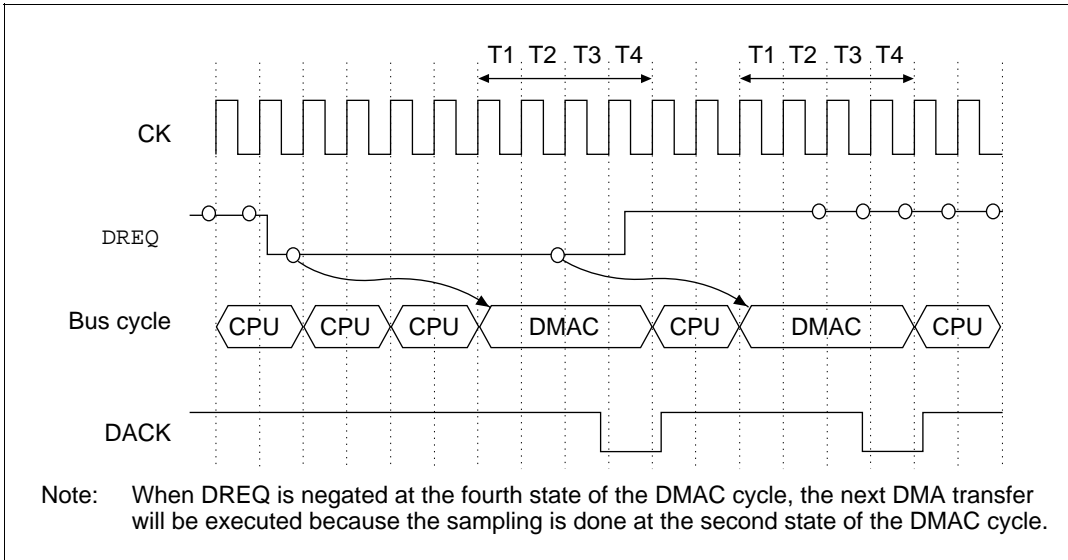 T1 T2 T3 T4 T1 T2 T3 T4
CK
DREQ
Bus cycle CPU CPU CPU DMAC CPU DMAC CPU
DACK
Note: When DREQ is negated at the fourth state of the DMAC cycle, the next DMA transfer
will be executed because the sampling is done at the second state of the DMAC cycle.